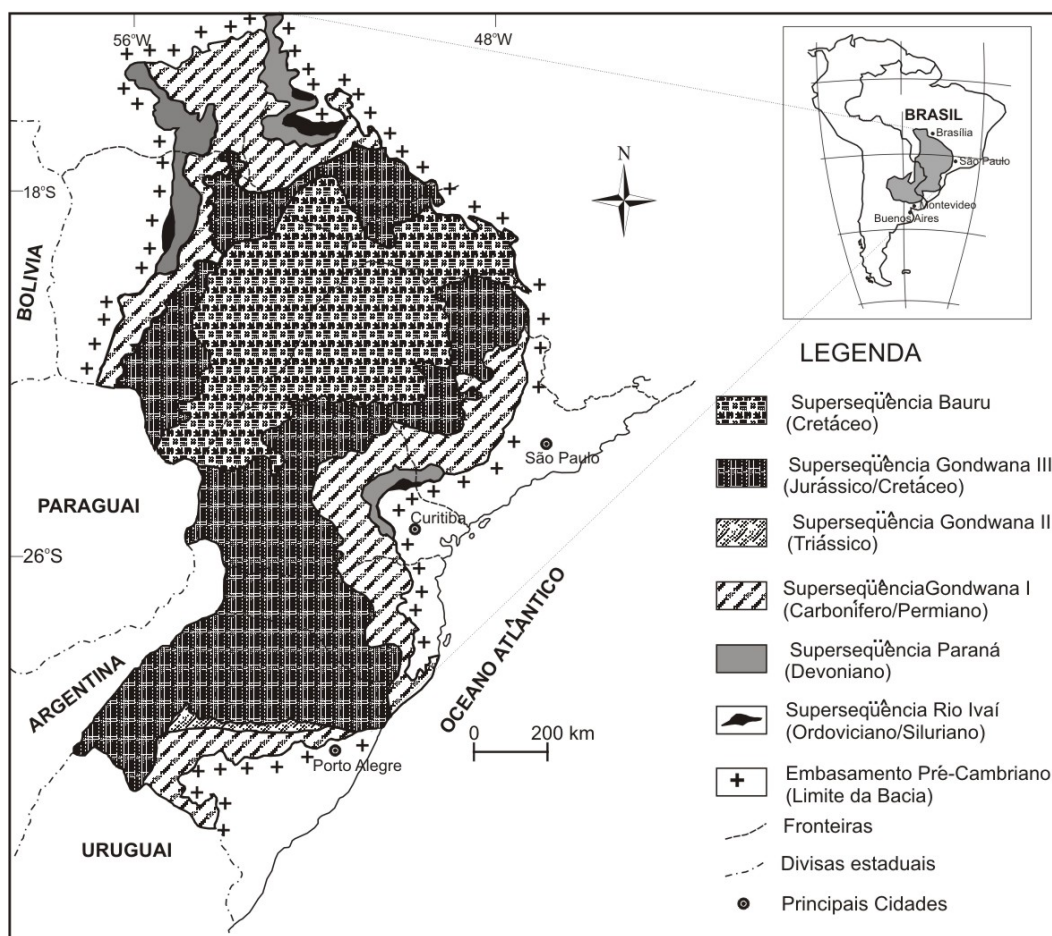 56°W
48°W
18°S
26°S
N
BOLIVIA
PARAGUAI
ARGENTINA
URUGUAI
São Paulo
Curitiba
Porto Alegre
OCEANO ATLÂNTICO
0 200 km
BRASIL
Brasília
São Paulo
Montevideo
Buenos Aires
LEGENDA
Superseqüência Bauru
(Cretáceo)
Superseqüência Gondwana III
(Jurássico/Cretáceo)
Superseqüência Gondwana II
(Triássico)
SuperseqüênciaGondwana I
(Carbonífero/Permiano)
Superseqüência Paraná
(Devoniano)
Superseqüência Rio Ivaí
(Ordoviciano/Siluriano)
Embasamento Pré-Cambriano
(Limite da Bacia)
Fronteiras
Divisas estaduais
Principais Cidades